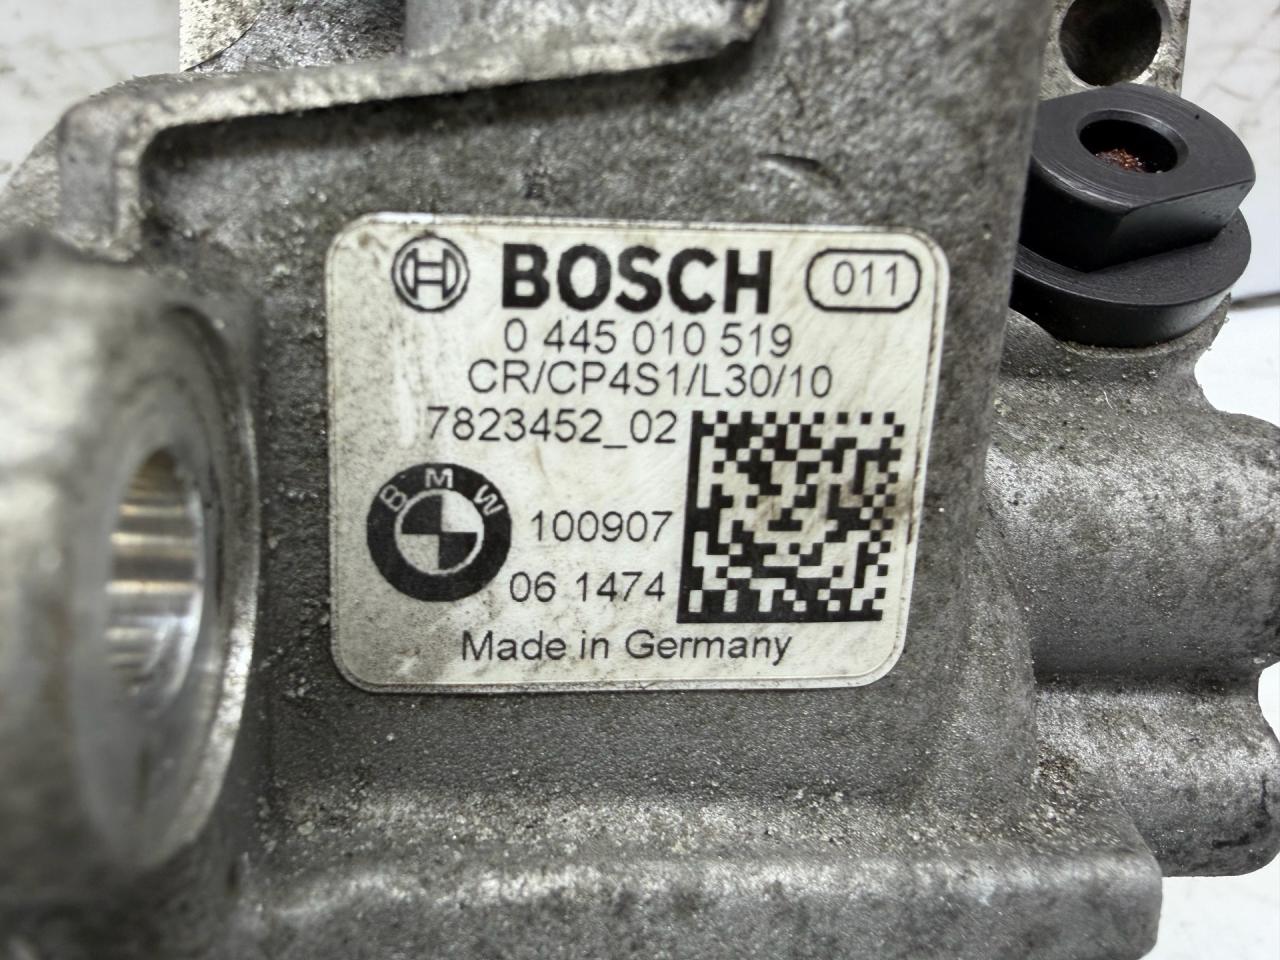 BOSCH 011
0 445 010 519
CR/CP4S1/L30/10
7823452_02
BMW
100907
06 1474
Made in Germany